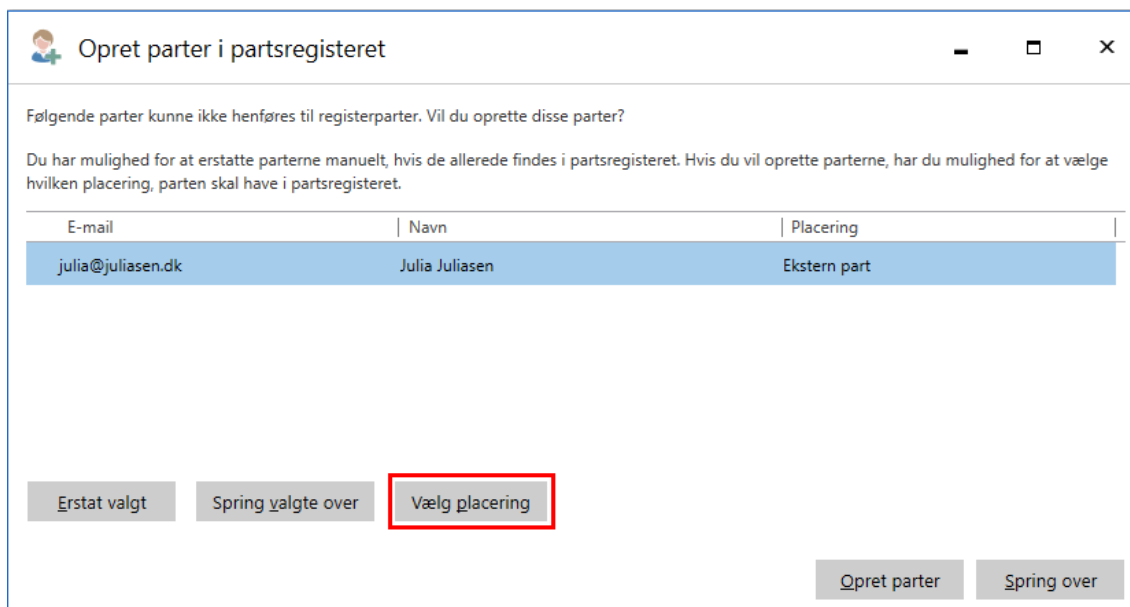 Opret parter i partsregisteret
Følgende parter kunne ikke henføres til registerparter. Vil du oprette disse parter?
Du har mulighed for at erstatte parterne manuelt, hvis de allerede findes i partsregisteret. Hvis du vil oprette parterne, har du mulighed for at vælge
hvilken placering, parten skal have i partsregisteret.
E-mail Navn Placering
julia@juliasen.dk Julia Juliasen Ekstern part
Erstat valgt Spring valgte over Vælg placering
Opret parter Spring over